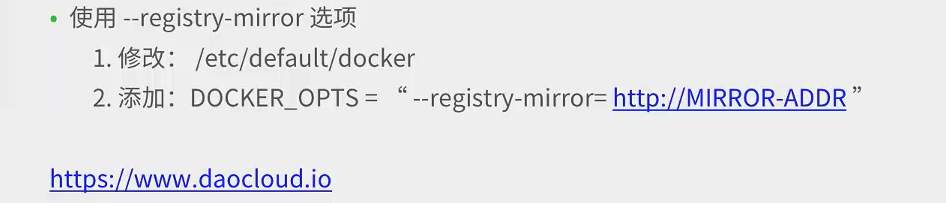 • 使用 --registry-mirror 选项
1. 修改： /etc/default/docker
2. 添加：DOCKER_OPTS = “ --registry-mirror= http://MIRROR-ADDR ”
https://www.daocloud.io